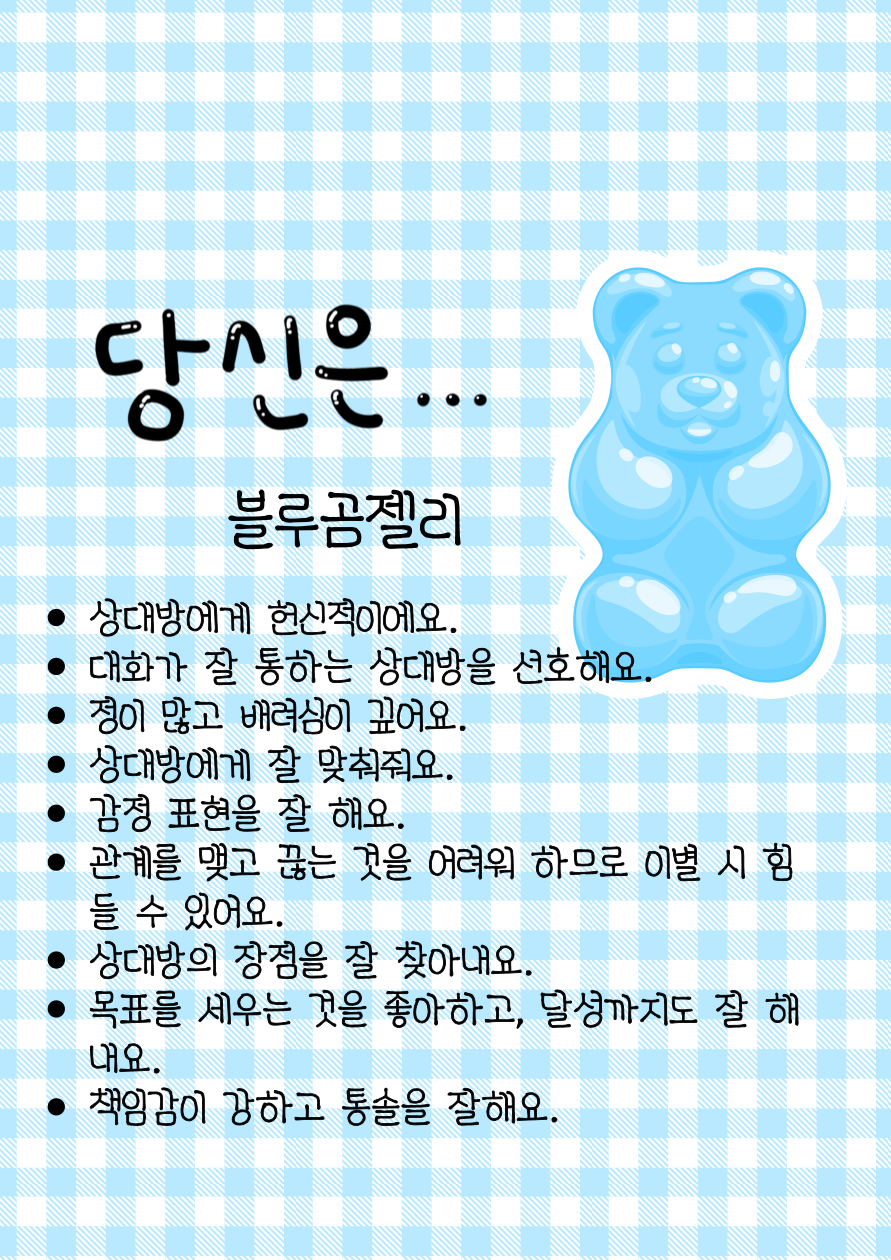 당신은...
블루곰젤리
• 상대방에게 헌신적이에요.
• 대화가 잘 통하는 상대방을 선호해요.
• 정이 많고 배려심이 깊어요.
• 상대방에게 잘 맞춰줘요.
• 감정 표현을 잘 해요.
• 관계를 맺고 끊는 것을 어려워 하므로 이별 시 힘
들 수 있어요.
• 상대방의 장점을 잘 찾아내요.
• 목표를 세우는 것을 좋아하고, 달성까지도 잘 해
내요.
• 책임감이 강하고 통솔을 잘해요.